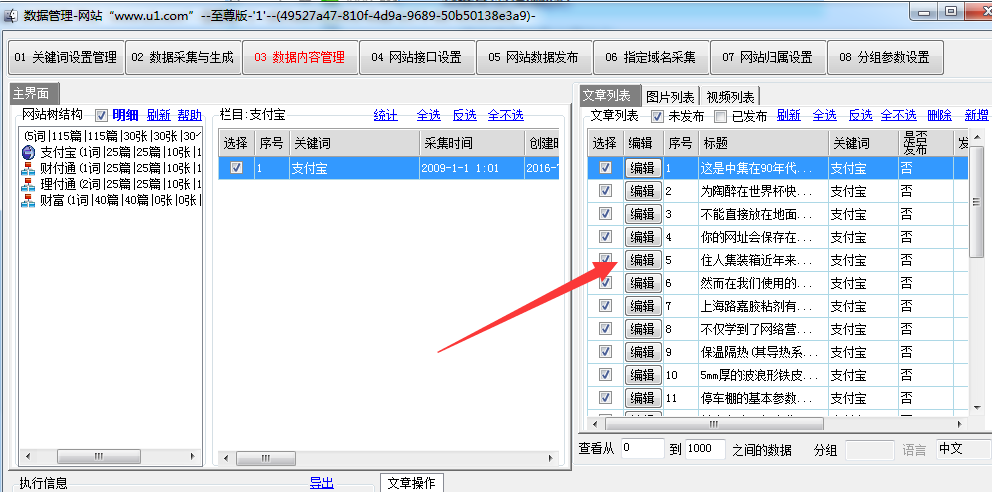 数据管理-网站“www.u1.com”--至尊版-'1'--(49527a47-810f-4d9a-9689-50b50138e3a9)-
01 关键词设置管理 02 数据采集与生成 03 数据内容管理 04 网站接口设置 05 网站数据发布 06 指定域名采集 07 网站归属设置 08 分组参数设置
主界面
网站树结构 明细 刷新 帮助
(5词|115篇|115篇|30张|30张|30
支付宝(1词|25篇|25篇|10张|1
财付通(1词|25篇|25篇|10张|1
理付通(2词|25篇|25篇|10张|1
财富(1词|40篇|40篇|0张|0张|
栏目:支付宝 统计 全选 反选 全不选
选择 序号 关键词 采集时间 创建时
1 支付宝 2009-1-1 1:01 2016-
文章列表 图片列表 视频列表
文章列表 未发布 已发布 刷新 全选 反选 全不选 删除 新增
选择 编辑 序号 标题 关键词 是否发布 发
编辑 1 这是中集在90年代... 支付宝 否
编辑 2 为陶醉在世界杯快... 支付宝 否
编辑 3 不能直接放在地面... 支付宝 否
编辑 4 你的网址会保存在... 支付宝 否
编辑 5 住人集装箱近年来... 支付宝 否
编辑 6 然而在我们使用的... 支付宝 否
编辑 7 上海路嘉胶粘剂有... 支付宝 否
编辑 8 不仅学到了网络营... 支付宝 否
编辑 9 保温隔热(其导热系... 支付宝 否
编辑 10 5mm厚的波浪形铁皮... 支付宝 否
编辑 11 停车棚的基本参数... 支付宝 否
查看从 0 到 1000 之间的数据 分组 语言 中文
执行信息 导出 文章操作